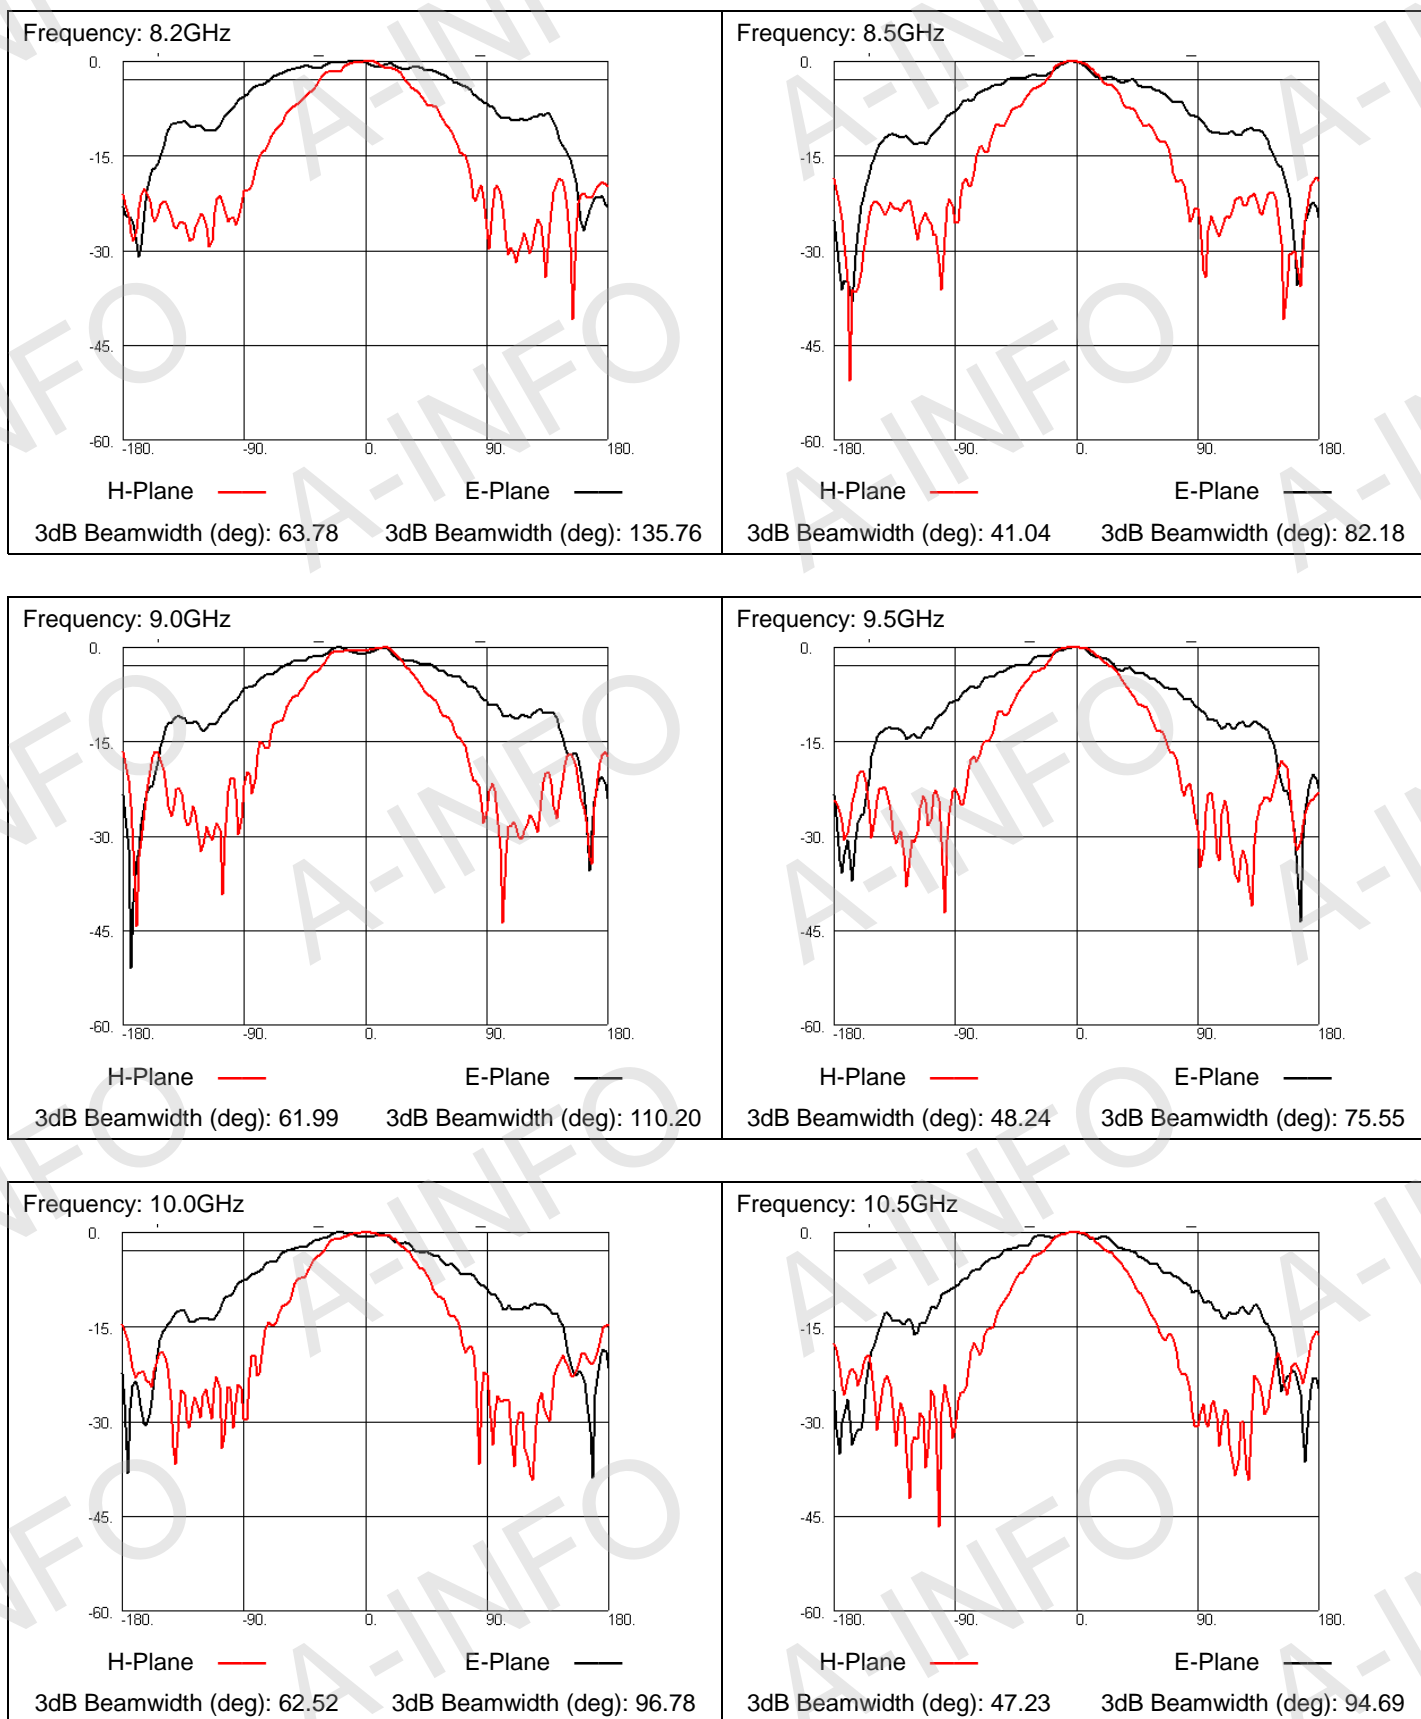 Frequency: 8.2GHz
0.
-15.
-30.
-45.
-60.
-180. -90. 0. 90. 180.
H-Plane E-Plane
3dB Beamwidth (deg): 63.78 3dB Beamwidth (deg): 135.76
Frequency: 8.5GHz
0.
-15.
-30.
-45.
-60.
-180. -90. 0. 90. 180.
H-Plane E-Plane
3dB Beamwidth (deg): 41.04 3dB Beamwidth (deg): 82.18
Frequency: 9.0GHz
0.
-15.
-30.
-45.
-60.
-180. -90. 0. 90. 180.
H-Plane E-Plane
3dB Beamwidth (deg): 61.99 3dB Beamwidth (deg): 110.20
Frequency: 9.5GHz
0.
-15.
-30.
-45.
-60.
-180. -90. 0. 90. 180.
H-Plane E-Plane
3dB Beamwidth (deg): 48.24 3dB Beamwidth (deg): 75.55
Frequency: 10.0GHz
0.
-15.
-30.
-45.
-60.
-180. -90. 0. 90. 180.
H-Plane E-Plane
3dB Beamwidth (deg): 62.52 3dB Beamwidth (deg): 96.78
Frequency: 10.5GHz
0.
-15.
-30.
-45.
-60.
-180. -90. 0. 90. 180.
H-Plane E-Plane
3dB Beamwidth (deg): 47.23 3dB Beamwidth (deg): 94.69
A-INFO
A-INFO
A-INFO
A-INFO
A-INFO
A-INFO